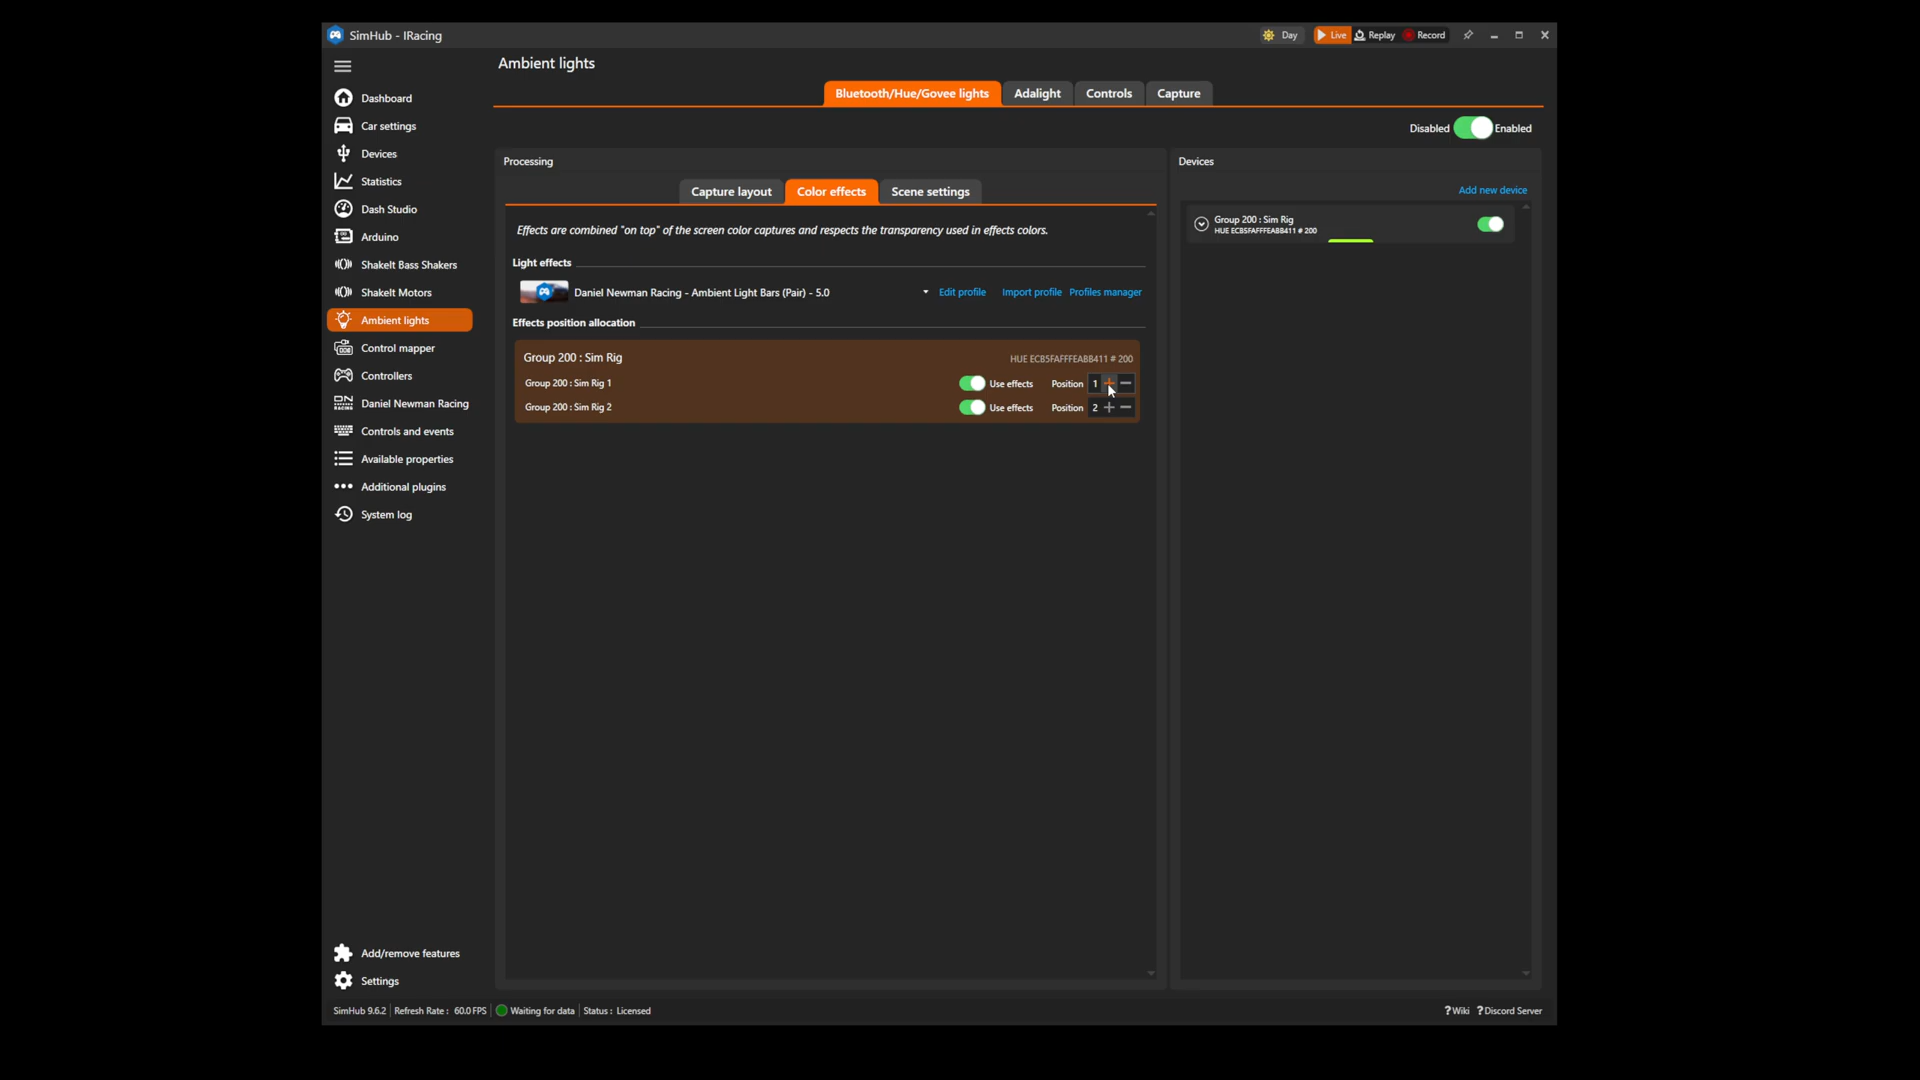 SimHub - IRacing
Day
Live
Replay
Record
Ambient lights
Bluetooth/Hue/Govee lights
Adalight
Controls
Capture
Disabled
Enabled
Dashboard
Car settings
Devices
Statistics
Dash Studio
Arduino
ShakeIt Bass Shakers
ShakeIt Motors
Ambient lights
Control mapper
Controllers
Daniel Newman Racing
Controls and events
Available properties
Additional plugins
System log
Add/remove features
Settings
Processing
Capture layout
Color effects
Scene settings
Effects are combined "on top" of the screen color captures and respects the transparency used in effects colors.
Light effects
Daniel Newman Racing - Ambient Light Bars (Pair) - 5.0
Edit profile
Import profile
Profiles manager
Effects position allocation
Group 200 : Sim Rig
HUE ECB5FAFFFEABB411 # 200
Group 200 : Sim Rig 1
Use effects
Position
1
Group 200 : Sim Rig 2
Use effects
Position
2
Devices
Add new device
Group 200 : Sim Rig
HUE ECB5FAFFFEABB411 # 200
SimHub 9.6.2
Refresh Rate : 60.0 FPS
Waiting for data
Status : Licensed
? Wiki
? Discord Server